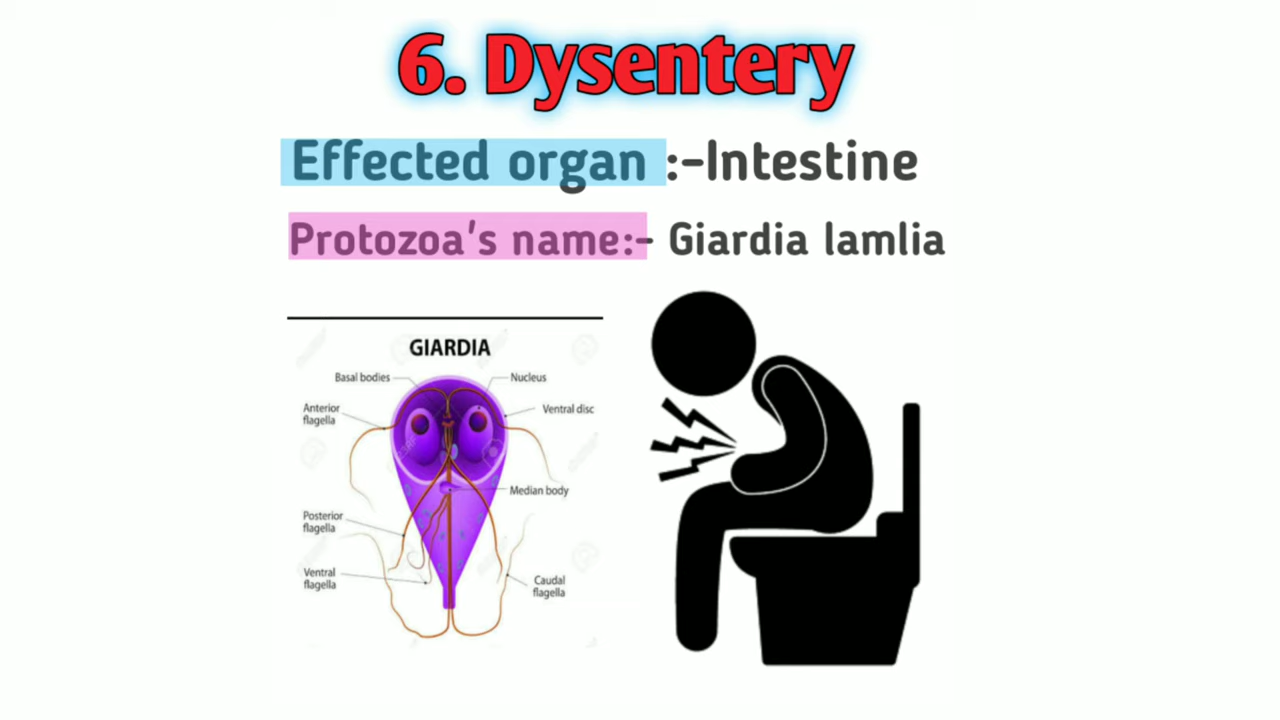 6. Dysentery
Effected organ :-Intestine
Protozoa's name:- Giardia lamlia
GIARDIA
Basal bodies
Nucleus
Anterior
flagella
Ventral disc
Median body
Posterior
flagella
Ventral
flagella
Caudal
flagella